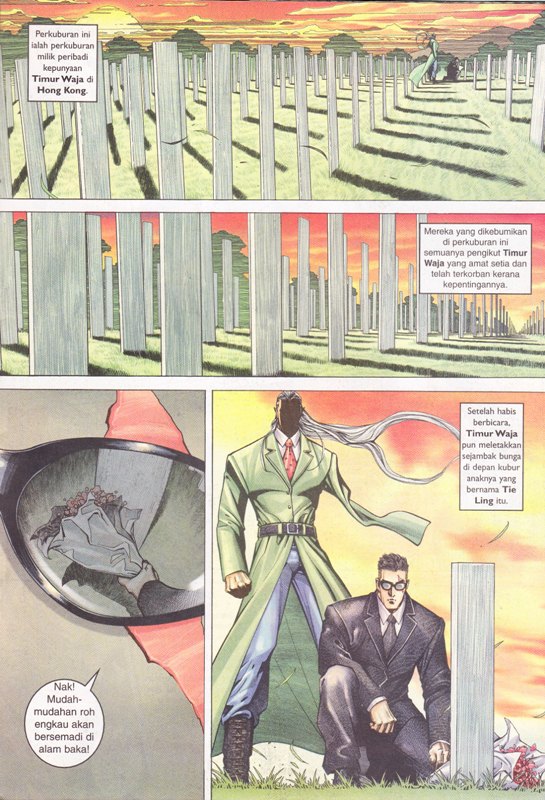 Perkuburan ini
ialah perkuburan
milik peribadi
kepunyaan
Timur Waja di
Hong Kong.
Mereka yang dikebumikan
di perkuburan ini
semuanya pengikut Timur
Waja yang amat setia dan
telah terkorban kerana
kepentingannya.
Setelah habis
berbicara,
Timur Waja
pun meletakkan
sejambak bunga
di depan kubur
anaknya yang
bernama Tie
Ling itu.
Nak!
Mudah-
mudahan roh
engkau akan
bersemadi di
alam baka!